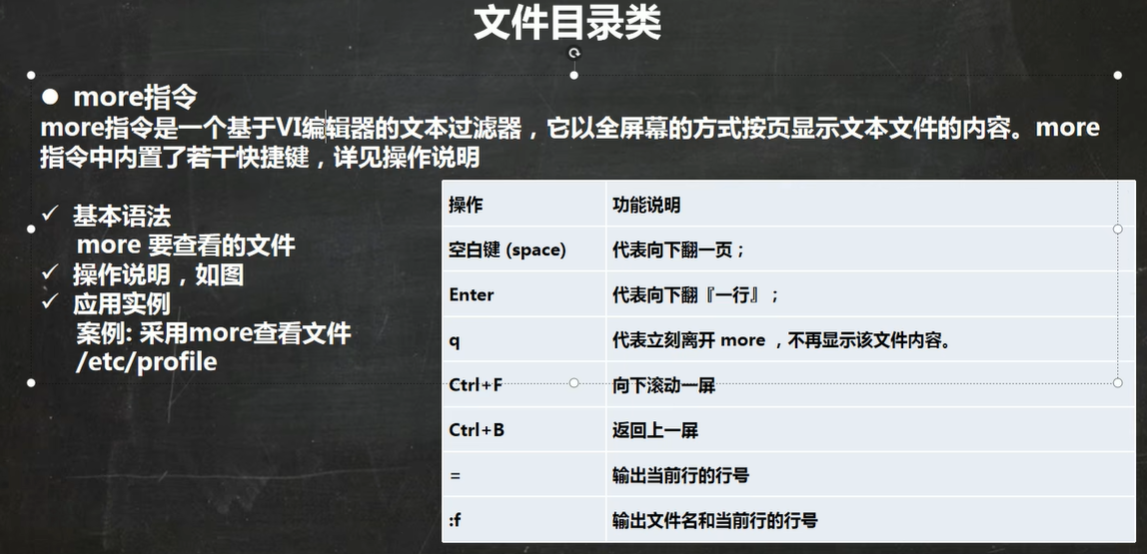 文件目录类
● more指令
more指令是一个基于VI编辑器的文本过滤器，它以全屏幕的方式按页显示文本文件的内容。more
指令中内置了若干快捷键，详见操作说明
✓ 基本语法
more 要查看的文件
✓ 操作说明，如图
✓ 应用实例
案例: 采用more查看文件
/etc/profile
操作 功能说明
空白键 (space) 代表向下翻一页；
Enter 代表向下翻『一行』；
q 代表立刻离开 more ，不再显示该文件内容。
Ctrl+F 向下滚动一屏
Ctrl+B 返回上一屏
= 输出当前行的行号
:f 输出文件名和当前行的行号